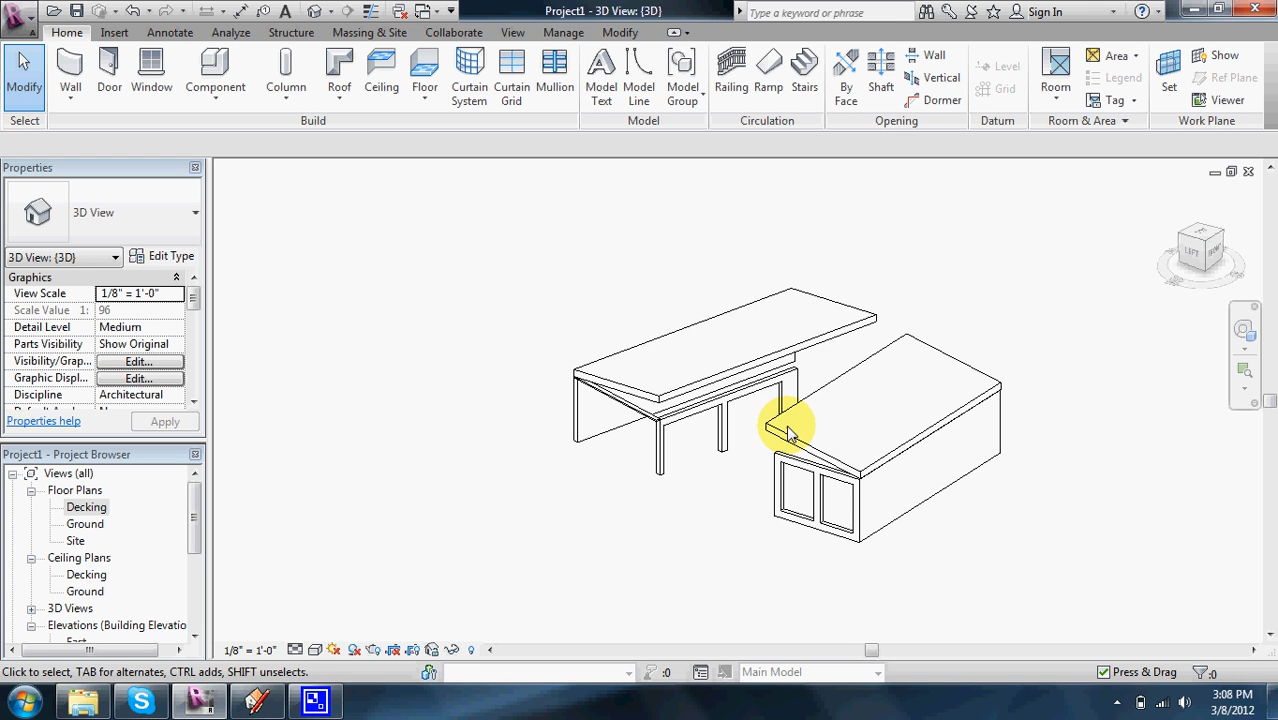 Project1 - 3D View: {3D}
Type a keyword or phrase
Sign In
Home Insert Annotate Analyze Structure Massing & Site Collaborate View Manage Modify
Modify
Wall
Door
Window
Component
Column
Roof
Ceiling
Floor
Curtain System
Curtain Grid
Mullion
Model Text
Model Line
Model Group
Railing
Ramp
Stairs
By Face
Shaft
Wall
Vertical
Dormer
Level
Grid
Room
Area
Legend
Tag
Set
Show
Ref Plane
Viewer
Select Build Model Circulation Opening Datum Room & Area Work Plane
Properties
3D View
3D View: {3D} Edit Type
Graphics
View Scale 1/8" = 1'-0"
Scale Value 1: 96
Detail Level Medium
Parts Visibility Show Original
Visibility/Grap... Edit...
Graphic Displ... Edit...
Discipline Architectural
Properties help Apply
Project1 - Project Browser
Views (all)
Floor Plans
Decking
Ground
Site
Ceiling Plans
Decking
Ground
3D Views
Elevations (Building Elevatio
East
LEFT
1/8" = 1'-0"
Click to select, TAB for alternates, CTRL adds, SHIFT unselects.
:0
Main Model
Press & Drag
:0
3:08 PM
3/8/2012